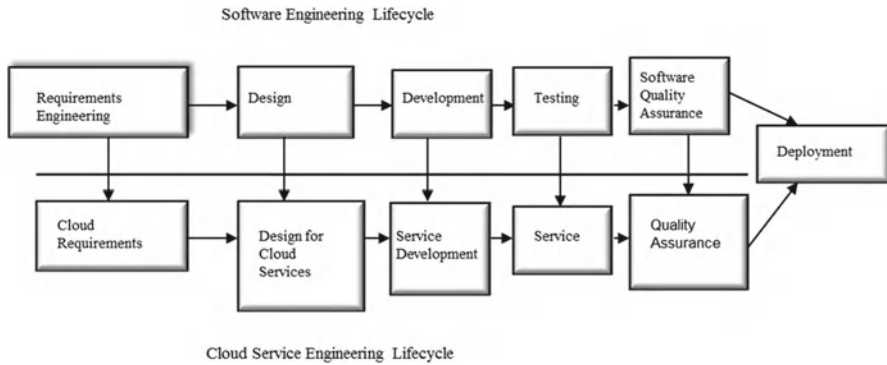 Software Engineering Lifecycle
Requirements
Engineering
Design
Development
Testing
Software
Quality
Assurance
Deployment
Cloud
Requirements
Design for
Cloud
Services
Service
Development
Service
Quality
Assurance
Cloud Service Engineering Lifecycle